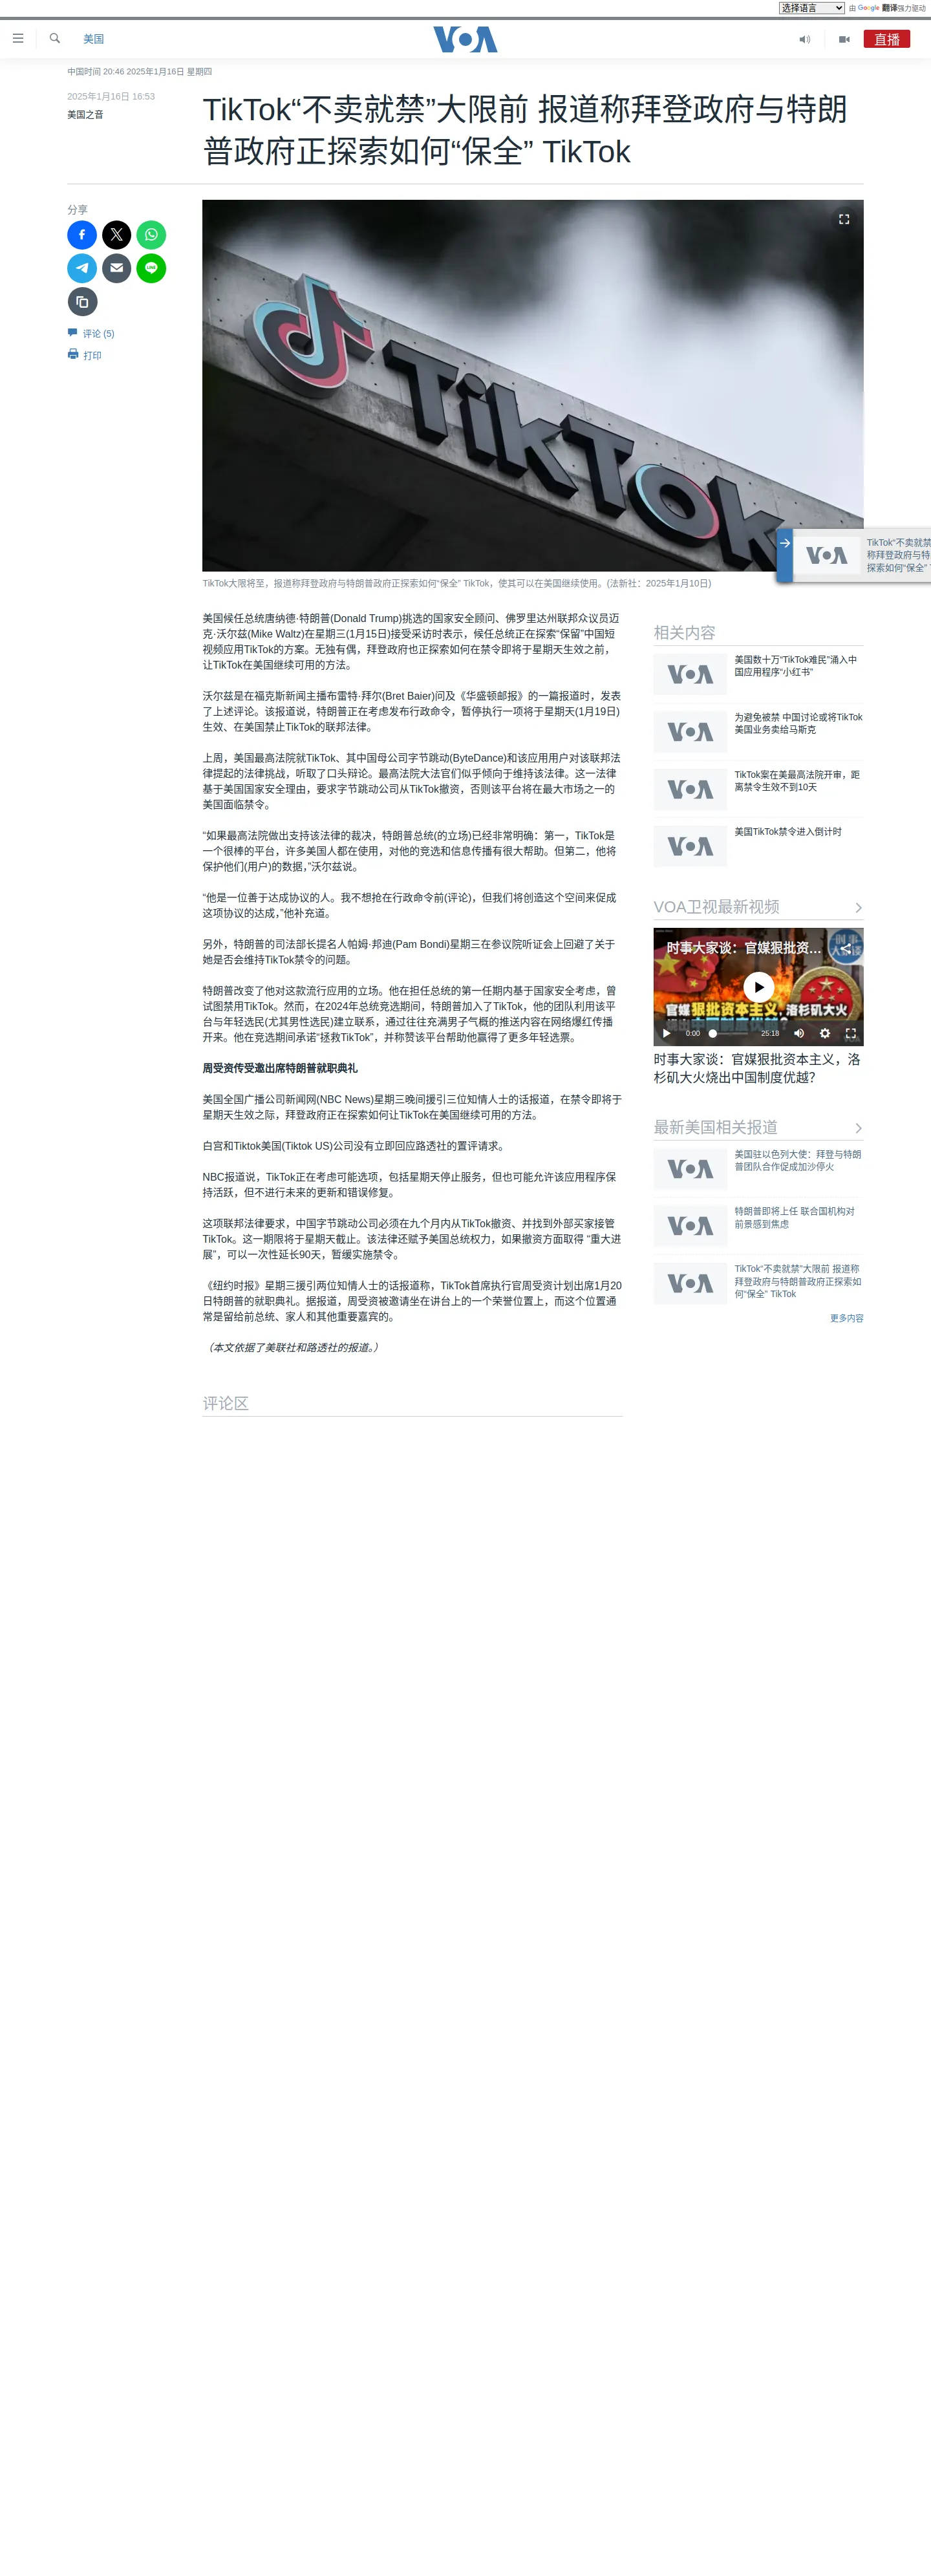 选择语言
由 Google 翻译强力驱动
美国
VOA
直播
中国时间 20:46 2025年1月16日 星期四
2025年1月16日 16:53
美国之音
TikTok“不卖就禁”大限前 报道称拜登政府与特朗
普政府正探索如何“保全” TikTok
分享
评论 (5)
打印
TikTok
TikTok“不卖就禁
称拜登政府与特
探索如何“保全”
VOA
TikTok大限将至，报道称拜登政府与特朗普政府正探索如何“保全” TikTok，使其可以在美国继续使用。(法新社：2025年1月10日)
美国候任总统唐纳德·特朗普(Donald Trump)挑选的国家安全顾问、佛罗里达州联邦众议员迈
克·沃尔兹(Mike Waltz)在星期三(1月15日)接受采访时表示，候任总统正在探索“保留”中国短
视频应用TikTok的方案。无独有偶，拜登政府也正探索如何在禁令即将于星期天生效之前，
让TikTok在美国继续可用的方法。
沃尔兹是在福克斯新闻主播布雷特·拜尔(Bret Baier)问及《华盛顿邮报》的一篇报道时，发表
了上述评论。该报道说，特朗普正在考虑发布行政命令，暂停执行一项将于星期天(1月19日)
生效、在美国禁止TikTok的联邦法律。
上周，美国最高法院就TikTok、其中国母公司字节跳动(ByteDance)和该应用用户对该联邦法
律提起的法律挑战，听取了口头辩论。最高法院大法官们似乎倾向于维持该法律。这一法律
基于美国国家安全理由，要求字节跳动公司从TikTok撤资，否则该平台将在最大市场之一的
美国面临禁令。
“如果最高法院做出支持该法律的裁决，特朗普总统(的立场)已经非常明确：第一，TikTok是
一个很棒的平台，许多美国人都在使用，对他的竞选和信息传播有很大帮助。但第二，他将
保护他们(用户)的数据，”沃尔兹说。
“他是一位善于达成协议的人。我不想抢在行政命令前(评论)，但我们将创造这个空间来促成
这项协议的达成，”他补充道。
另外，特朗普的司法部长提名人帕姆·邦迪(Pam Bondi)星期三在参议院听证会上回避了关于
她是否会维持TikTok禁令的问题。
特朗普改变了他对这款流行应用的立场。他在担任总统的第一任期内基于国家安全考虑，曾
试图禁用TikTok。然而，在2024年总统竞选期间，特朗普加入了TikTok，他的团队利用该平
台与年轻选民(尤其男性选民)建立联系，通过往往充满男子气概的推送内容在网络爆红传播
开来。他在竞选期间承诺“拯救TikTok”，并称赞该平台帮助他赢得了更多年轻选票。
周受资传受邀出席特朗普就职典礼
美国全国广播公司新闻网(NBC News)星期三晚间援引三位知情人士的话报道，在禁令即将于
星期天生效之际，拜登政府正在探索如何让TikTok在美国继续可用的方法。
白宫和Tiktok美国(Tiktok US)公司没有立即回应路透社的置评请求。
NBC报道说，TikTok正在考虑可能选项，包括星期天停止服务，但也可能允许该应用程序保
持活跃，但不进行未来的更新和错误修复。
这项联邦法律要求，中国字节跳动公司必须在九个月内从TikTok撤资、并找到外部买家接管
TikTok。这一期限将于星期天截止。该法律还赋予美国总统权力，如果撤资方面取得 “重大进
展”，可以一次性延长90天，暂缓实施禁令。
《纽约时报》星期三援引两位知情人士的话报道称，TikTok首席执行官周受资计划出席1月20
日特朗普的就职典礼。据报道，周受资被邀请坐在讲台上的一个荣誉位置上，而这个位置通
常是留给前总统、家人和其他重要嘉宾的。
（本文依据了美联社和路透社的报道。）
评论区
相关内容
VOA
美国数十万“TikTok难民”涌入中
国应用程序“小红书”
VOA
为避免被禁 中国讨论或将TikTok
美国业务卖给马斯克
VOA
TikTok案在美最高法院开审，距
离禁令生效不到10天
VOA
美国TikTok禁令进入倒计时
VOA卫视最新视频
时事大家谈：官媒狠批资...
官媒狠批资本主义，洛杉矶大火
0:00
25:18
时事大家谈：官媒狠批资本主义，洛
杉矶大火烧出中国制度优越？
最新美国相关报道
VOA
美国驻以色列大使：拜登与特朗
普团队合作促成加沙停火
VOA
特朗普即将上任 联合国机构对
前景感到焦虑
VOA
TikTok“不卖就禁”大限前 报道称
拜登政府与特朗普政府正探索如
何“保全” TikTok
更多内容